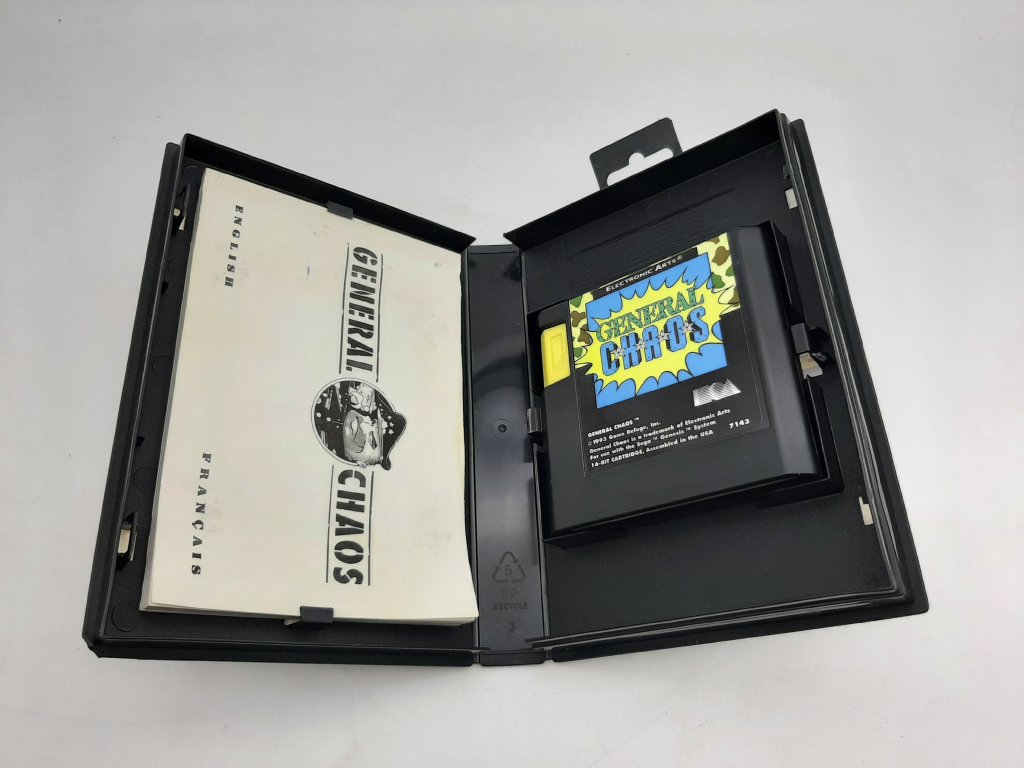 ENGLISH
GENERAL CHAOS
FRANÇAIS
5
PP
RECYCLE
ELECTRONIC ARTS®
GENERAL
CHAOS
EA
GENERAL CHAOS™
© 1993 Game Refuge, Inc.
General Chaos is a trademark of Electronic Arts
For use with the Sega™ Genesis™ System
16-BIT CARTRIDGE, Assembled in the USA
7143